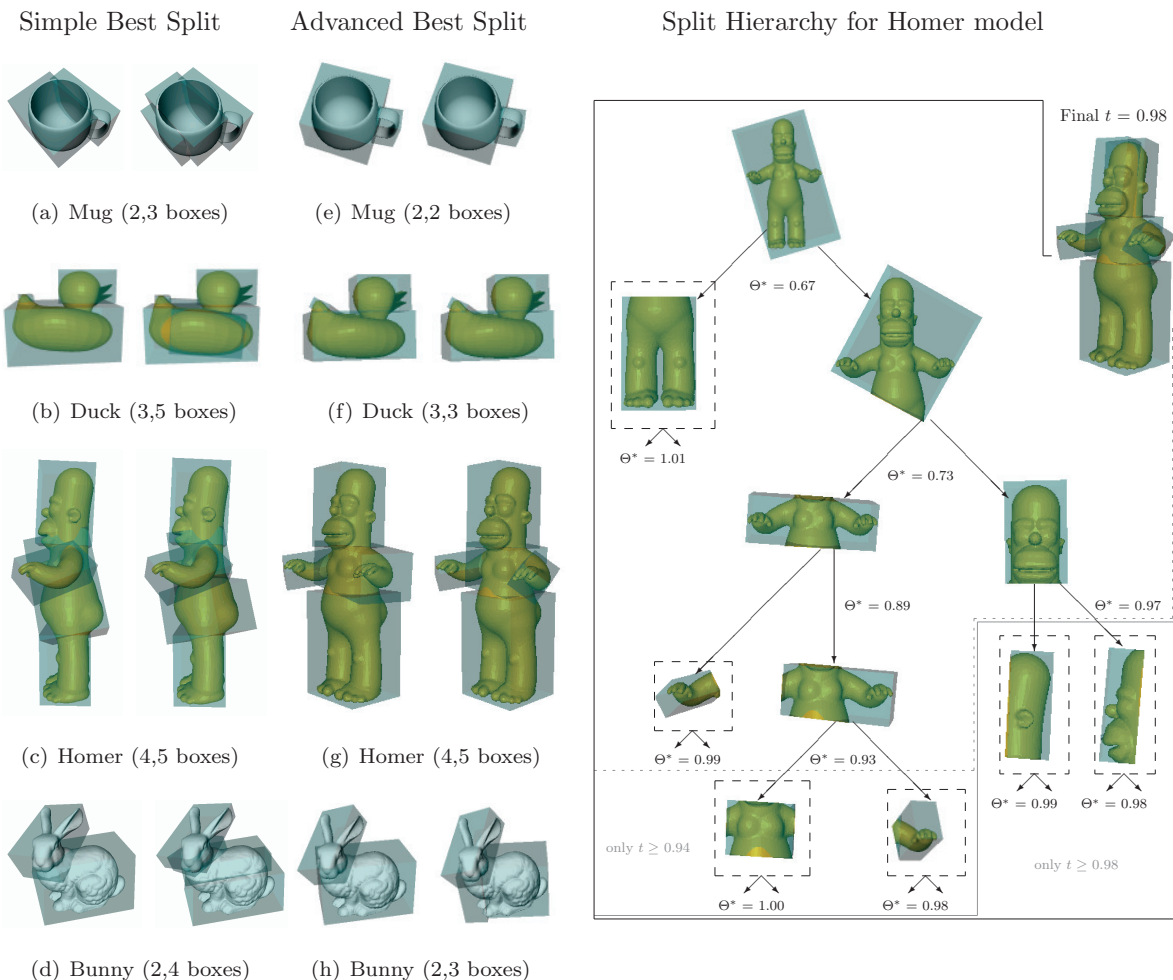 Simple Best Split
Advanced Best Split
Split Hierarchy for Homer model
(a) Mug (2,3 boxes)
(e) Mug (2,2 boxes)
(b) Duck (3,5 boxes)
(f) Duck (3,3 boxes)
(c) Homer (4,5 boxes)
(g) Homer (4,5 boxes)
(d) Bunny (2,4 boxes)
(h) Bunny (2,3 boxes)
Final t = 0.98
Θ* = 0.67
Θ* = 1.01
Θ* = 0.73
Θ* = 0.89
Θ* = 0.97
Θ* = 0.99
Θ* = 0.93
Θ* = 0.99
Θ* = 0.98
only t ≥ 0.94
only t ≥ 0.98
Θ* = 1.00
Θ* = 0.98